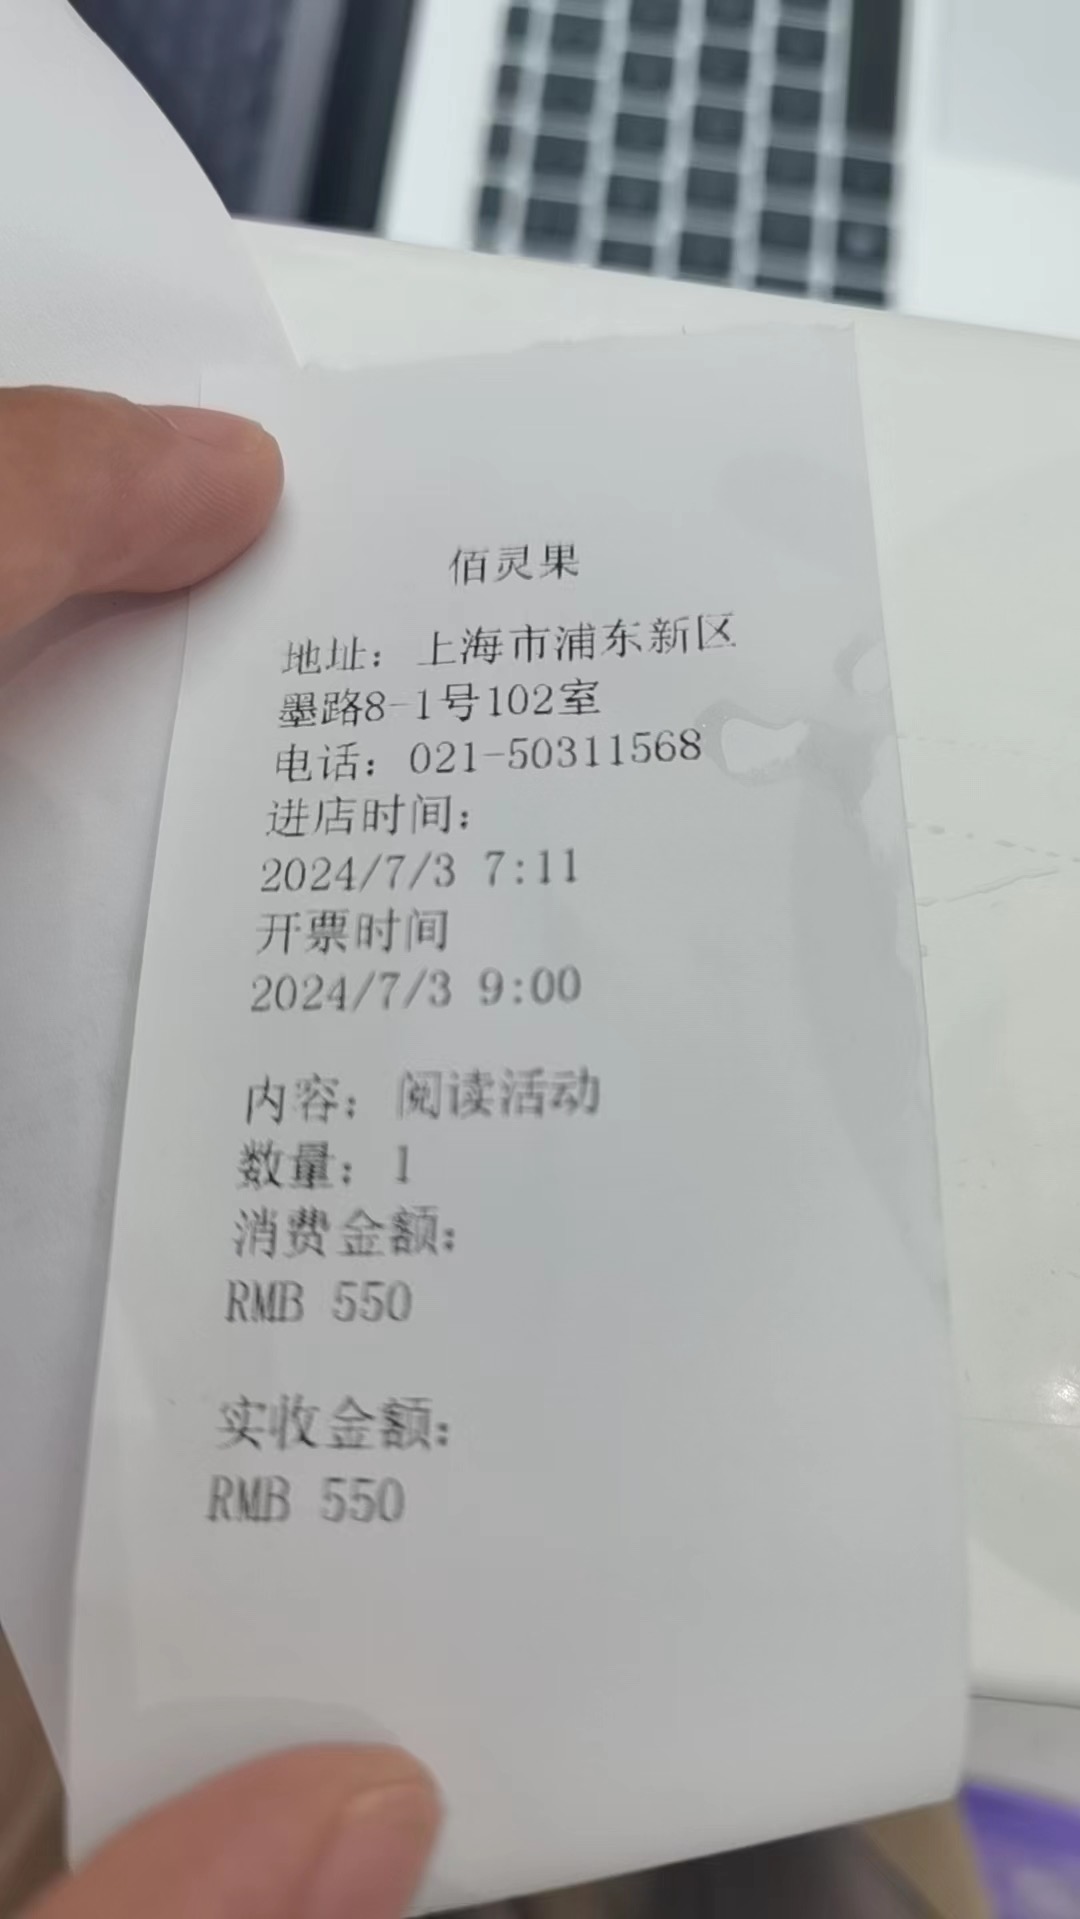 佰灵果
地址：上海市浦东新区
墨路8-1号102室
电话：021-50311568
进店时间：
2024/7/3 7:11
开票时间
2024/7/3 9:00
内容：阅读活动
数量：1
消费金额：
RMB 550
实收金额：
RMB 550